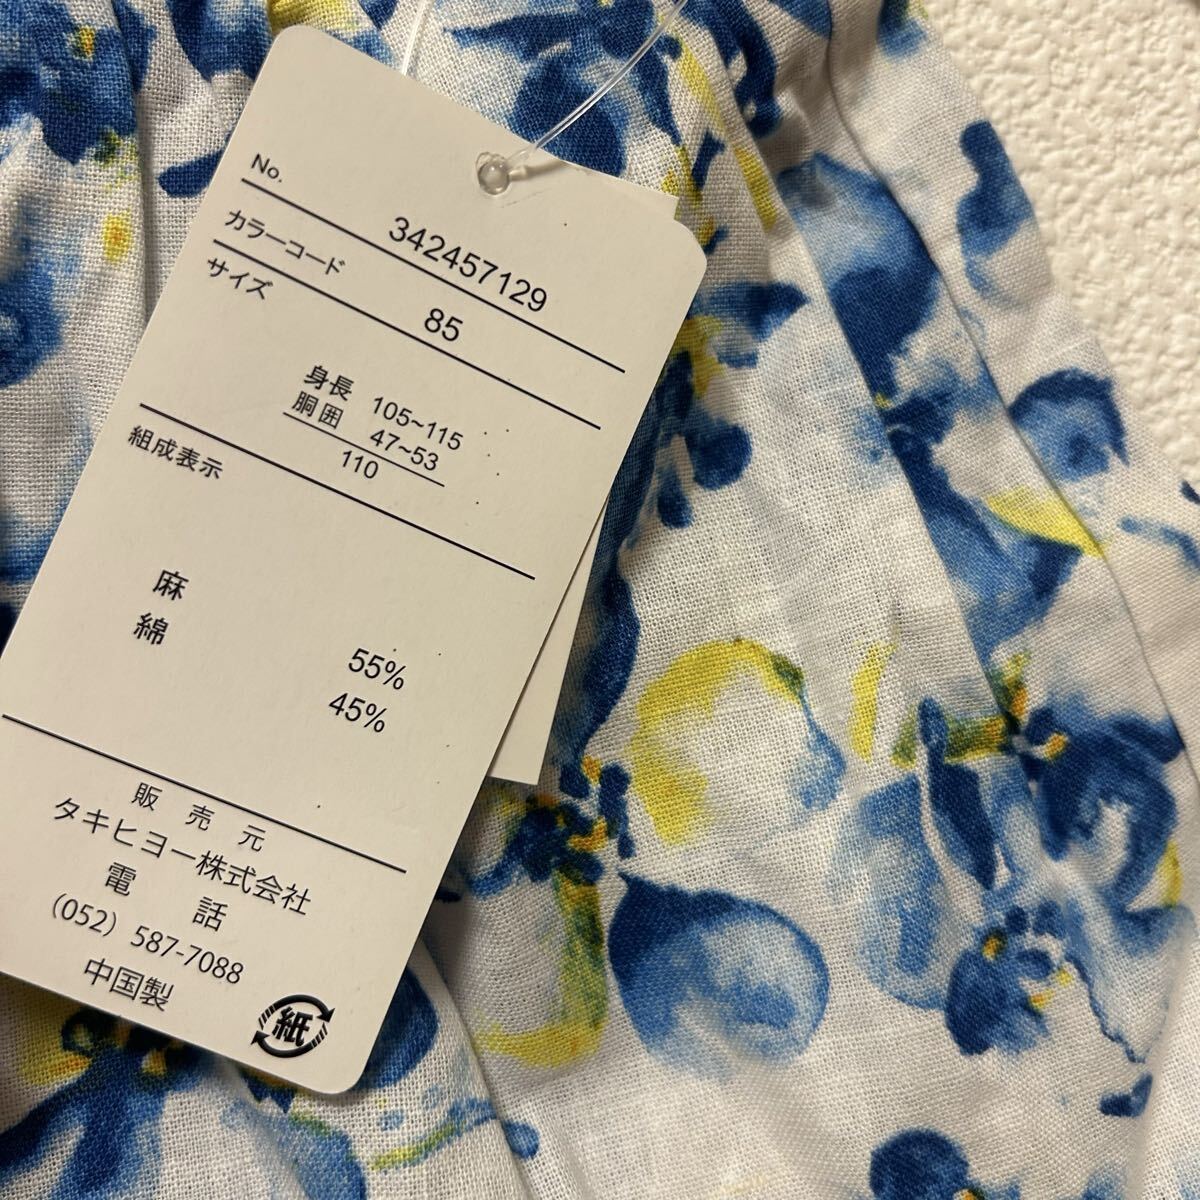 No.
342457129
カラーコード
85
サイズ
身長 105~115
胴囲 47~53
110
組成表示
麻 55%
綿 45%
販売元
タキヒヨー株式会社
電話
(052) 587-7088
中国製
紙